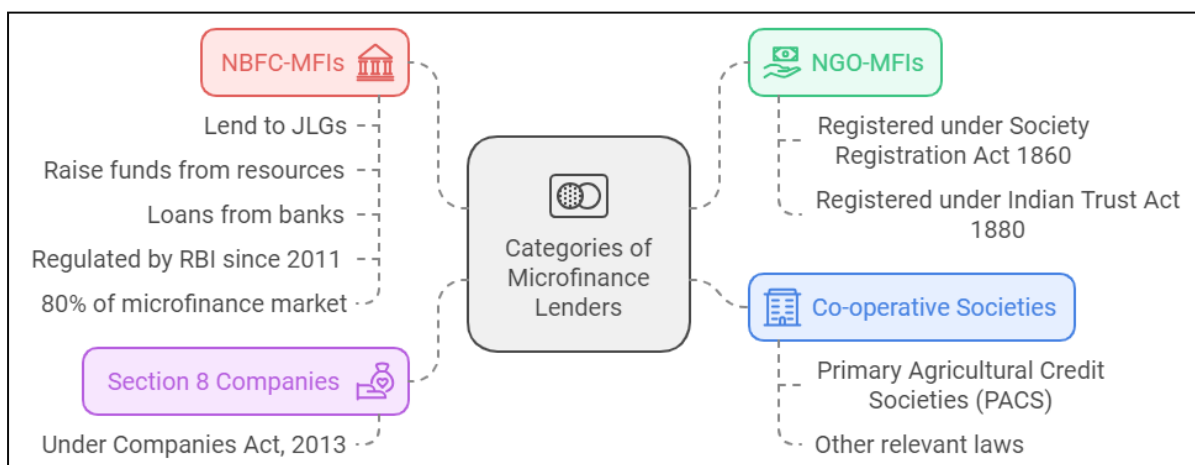 NBFC-MFIs
Lend to JLGs
Raise funds from resources
Loans from banks
Regulated by RBI since 2011
80% of microfinance market
Section 8 Companies
Under Companies Act, 2013
Categories of
Microfinance
Lenders
NGO-MFIs
Registered under Society
Registration Act 1860
Registered under Indian Trust Act
1880
Co-operative Societies
Primary Agricultural Credit
Societies (PACS)
Other relevant laws